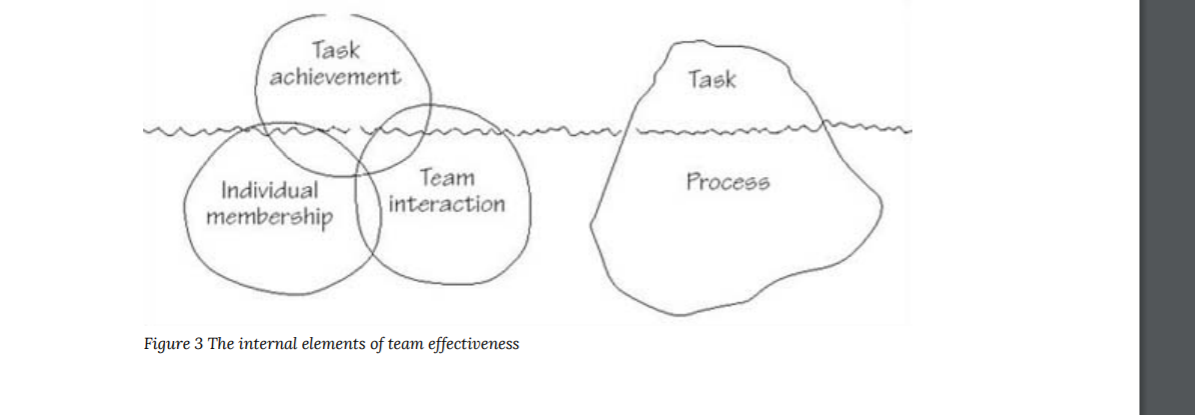 Task
achievement
Individual
membership
Team
interaction
Task
Process
Figure 3 The internal elements of team effectiveness